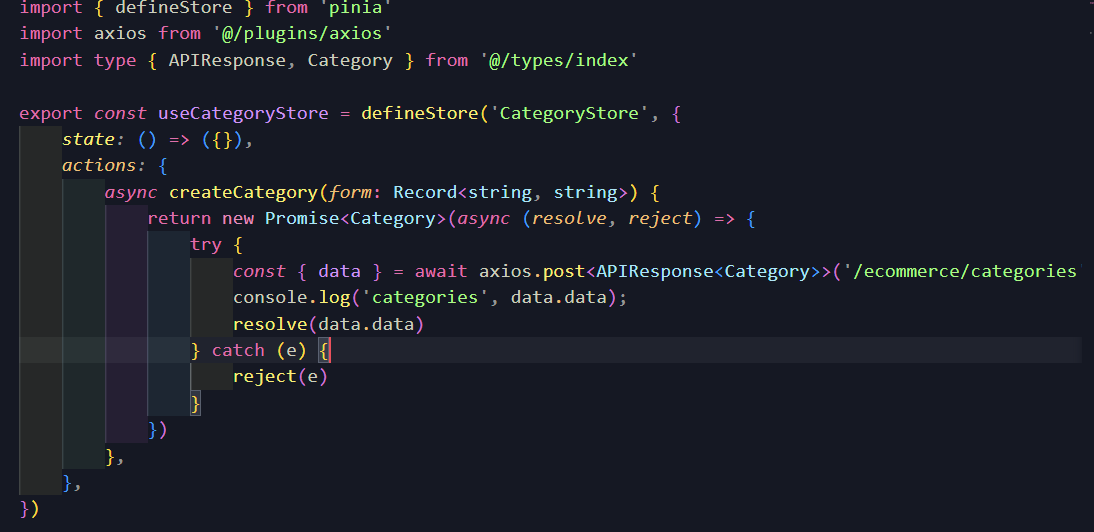 import { defineStore } from 'pinia'
import axios from '@/plugins/axios'
import type { APIResponse, Category } from '@/types/index'

export const useCategoryStore = defineStore('CategoryStore', {
    state: () => ({}),
    actions: {
        async createCategory(form: Record<string, string>) {
            return new Promise<Category>(async (resolve, reject) => {
                try {
                    const { data } = await axios.post<APIResponse<Category>>('/ecommerce/categories'
                    console.log('categories', data.data);
                    resolve(data.data)
                } catch (e) {
                    reject(e)
                }
            })
        },
    },
})